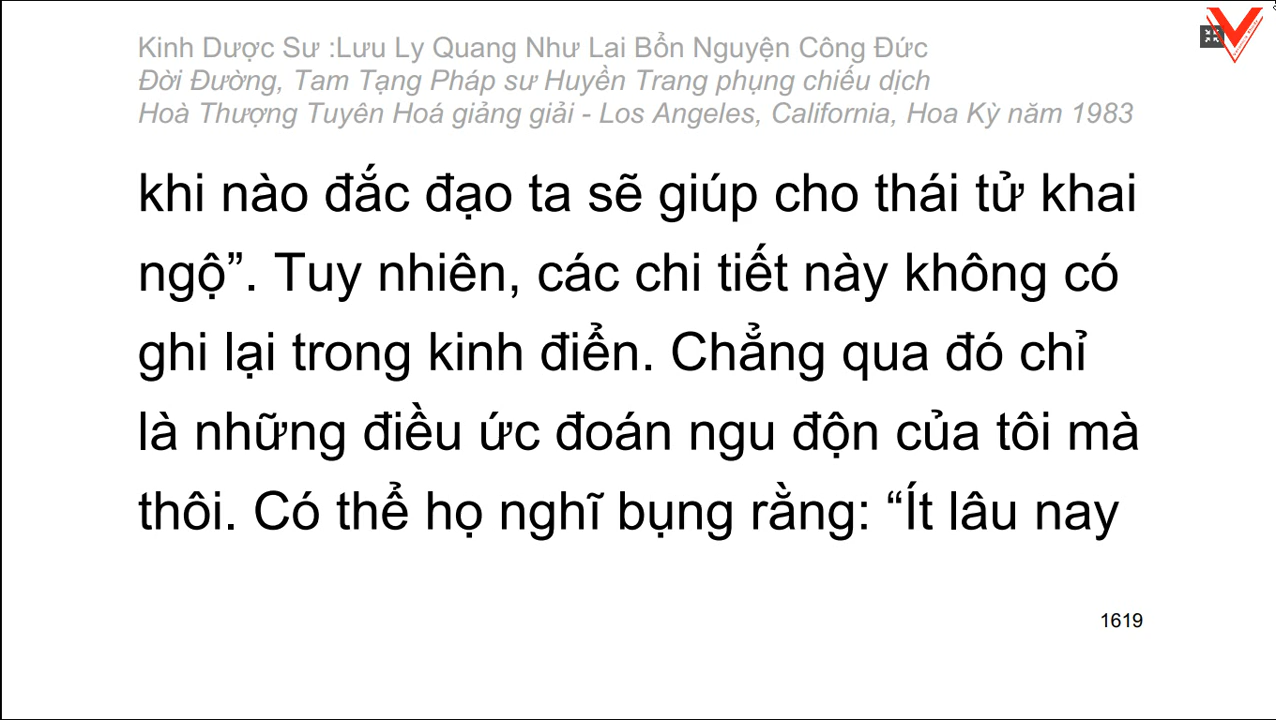 Kinh Dược Sư :Lưu Ly Quang Như Lai Bổn Nguyện Công Đức
Đời Đường, Tam Tạng Pháp sư Huyền Trang phụng chiếu dịch
Hoà Thượng Tuyên Hoá giảng giải - Los Angeles, California, Hoa Kỳ năm 1983
khi nào đắc đạo ta sẽ giúp cho thái tử khai
ngộ”. Tuy nhiên, các chi tiết này không có
ghi lại trong kinh điển. Chẳng qua đó chỉ
là những điều ức đoán ngu độn của tôi mà
thôi. Có thể họ nghĩ bụng rằng: “Ít lâu nay
1619